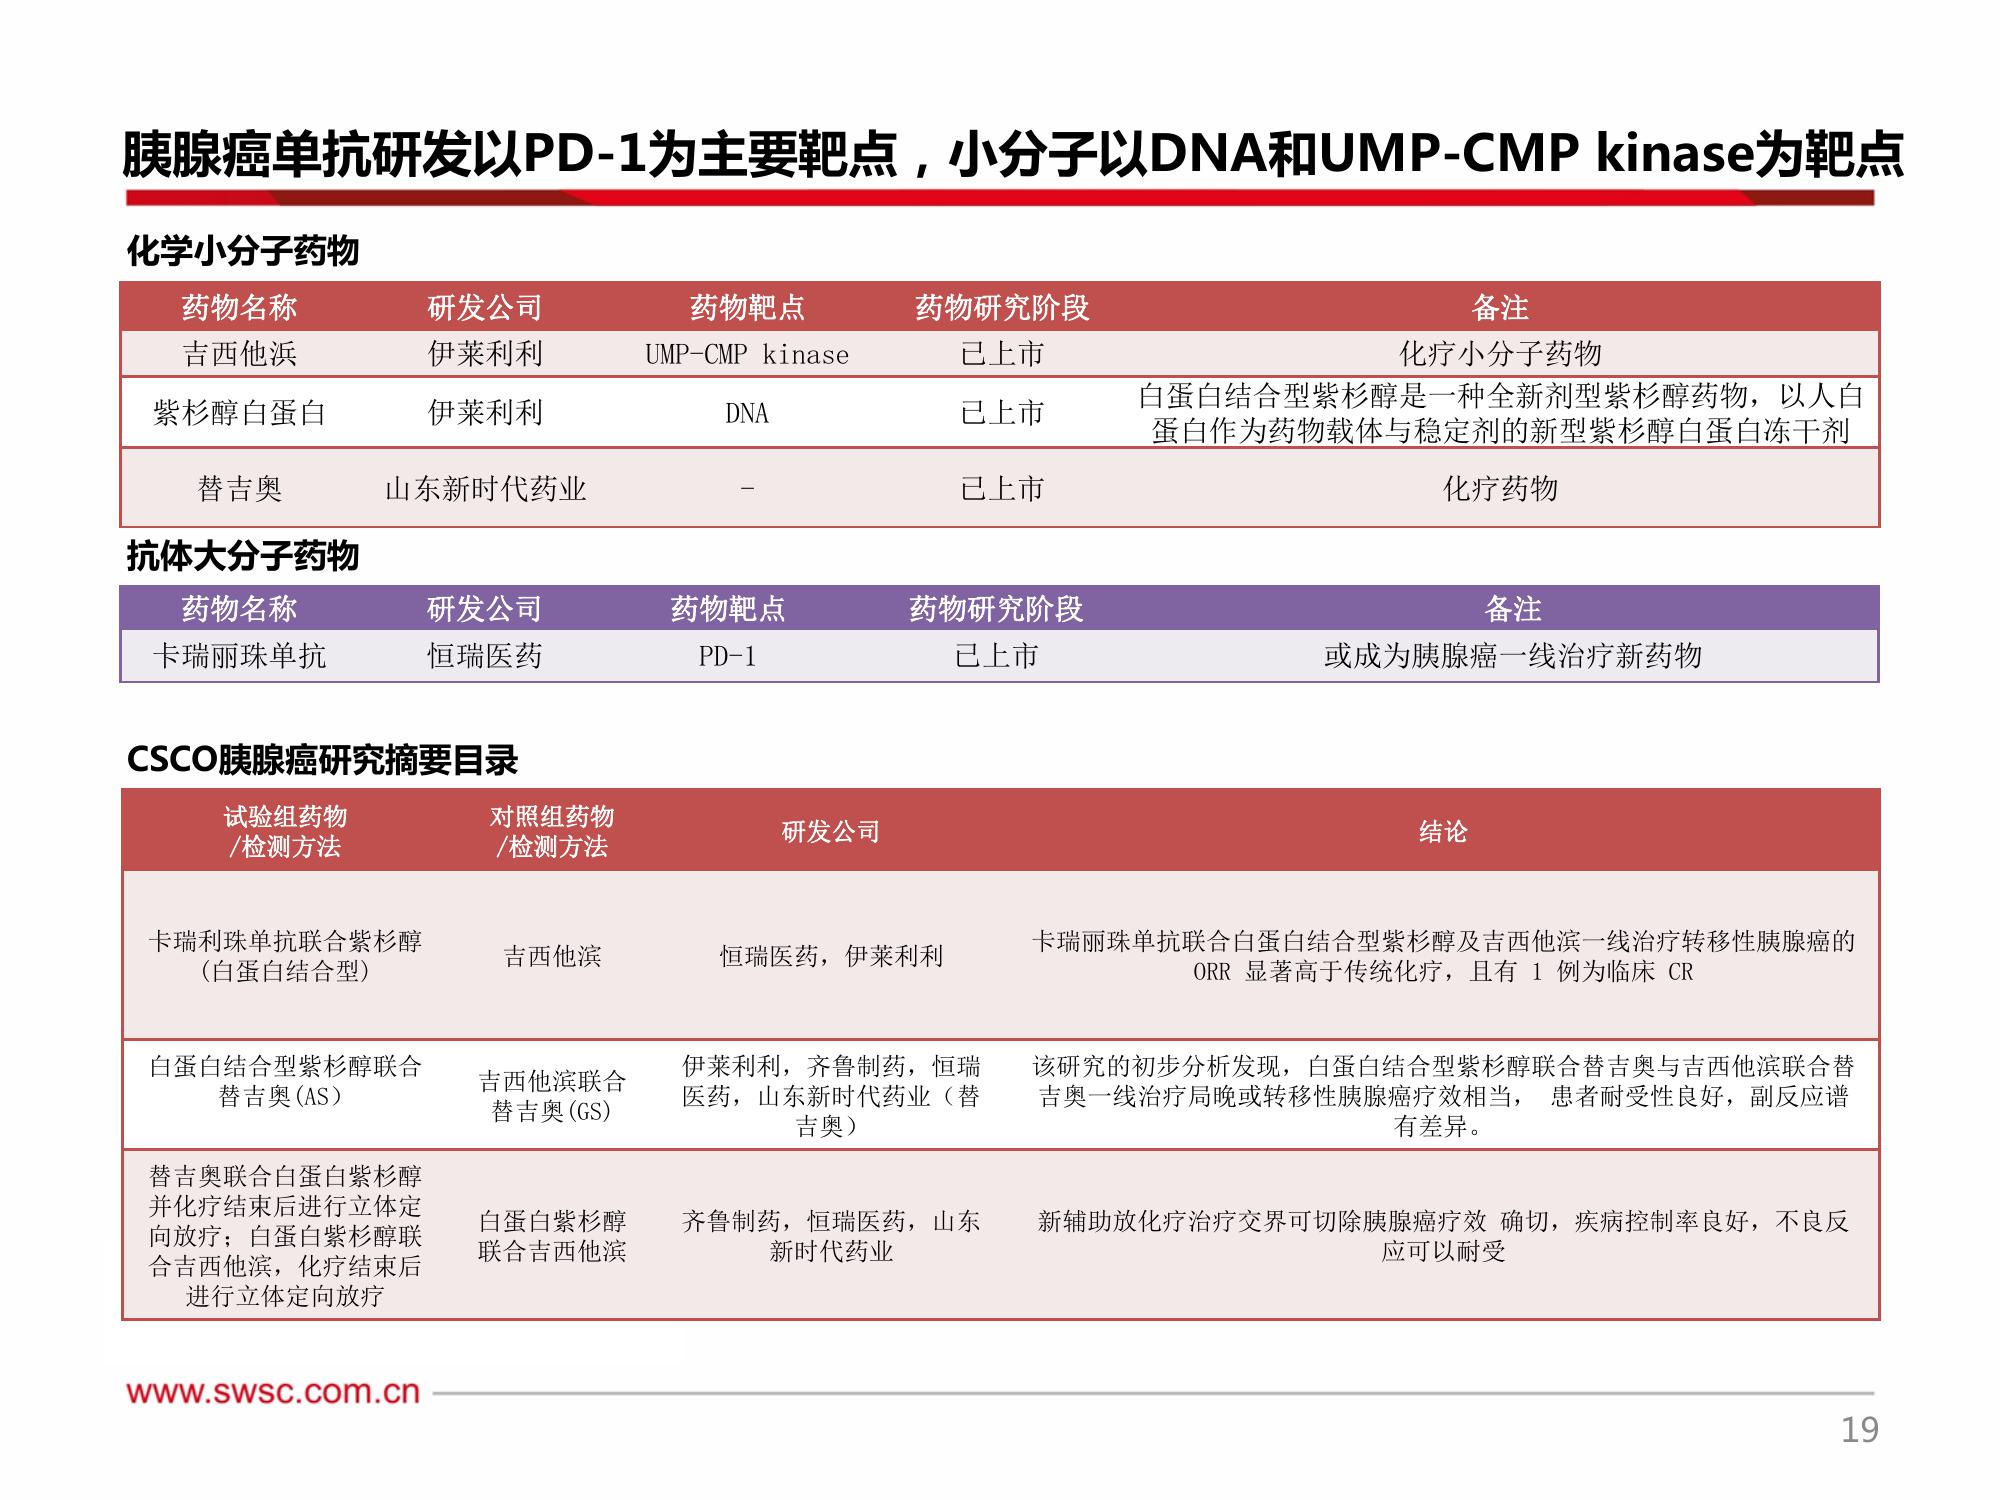 胰腺癌单抗研发以PD-1为主要靶点，小分子以DNA和UMP-CMP kinase为靶点
化学小分子药物
药物名称 研发公司 药物靶点 药物研究阶段 备注
吉西他浜 伊莱利利 UMP-CMP kinase 已上市 化疗小分子药物
紫杉醇白蛋白 伊莱利利 DNA 已上市 白蛋白结合型紫杉醇是一种全新剂型紫杉醇药物，以人白
蛋白作为药物载体与稳定剂的新型紫杉醇白蛋白冻干剂
替吉奥 山东新时代药业 - 已上市 化疗药物
抗体大分子药物
药物名称 研发公司 药物靶点 药物研究阶段 备注
卡瑞丽珠单抗 恒瑞医药 PD-1 已上市 或成为胰腺癌一线治疗新药物
CSCO胰腺癌研究摘要目录
试验组药物
/检测方法
对照组药物
/检测方法
研发公司
结论
卡瑞利珠单抗联合紫杉醇
(白蛋白结合型)
吉西他滨
恒瑞医药，伊莱利利
卡瑞丽珠单抗联合白蛋白结合型紫杉醇及吉西他滨一线治疗转移性胰腺癌的
ORR 显著高于传统化疗，且有 1 例为临床 CR
白蛋白结合型紫杉醇联合
替吉奥(AS）
吉西他滨联合
替吉奥(GS)
伊莱利利，齐鲁制药，恒瑞
医药，山东新时代药业（替
吉奥）
该研究的初步分析发现，白蛋白结合型紫杉醇联合替吉奥与吉西他滨联合替
吉奥一线治疗局晚或转移性胰腺癌疗效相当， 患者耐受性良好，副反应谱
有差异。
替吉奥联合白蛋白紫杉醇
并化疗结束后进行立体定
向放疗；白蛋白紫杉醇联
合吉西他滨，化疗结束后
进行立体定向放疗
白蛋白紫杉醇
联合吉西他滨
齐鲁制药，恒瑞医药，山东
新时代药业
新辅助放化疗治疗交界可切除胰腺癌疗效 确切，疾病控制率良好，不良反
应可以耐受
www.swsc.com.cn
19